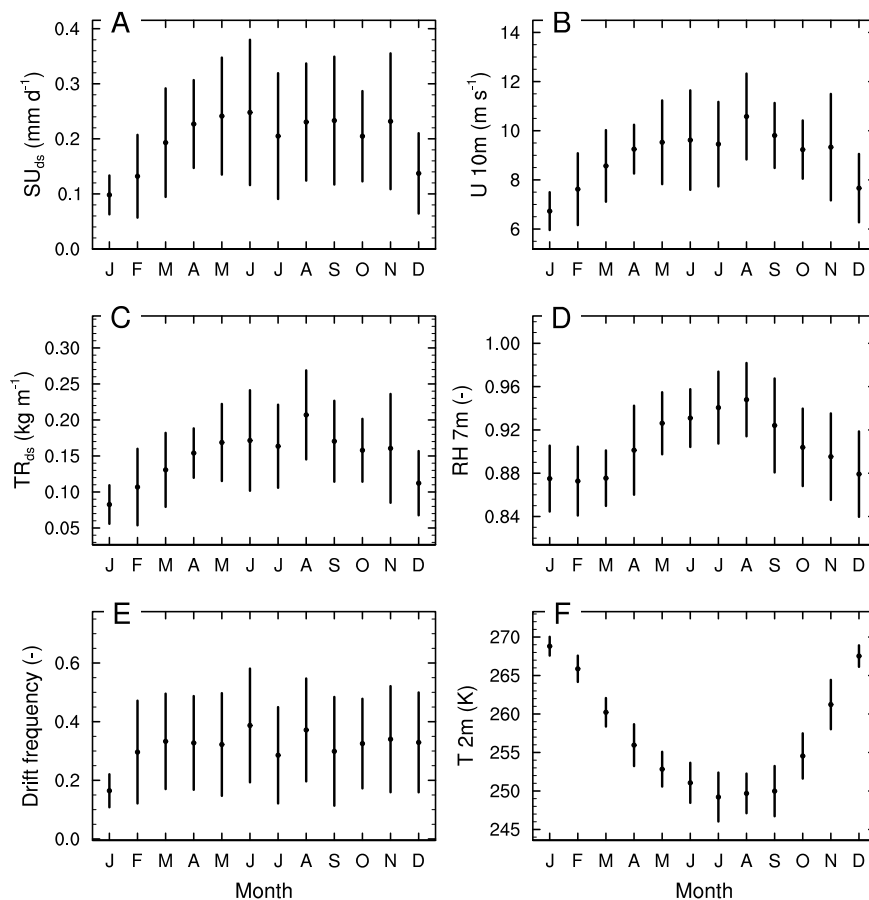 A
SU_ds (mm d⁻¹)
0.4
0.3
0.2
0.1
0.0
J F M A M J J A S O N D
B
U 10m (m s⁻¹)
14
12
10
8
6
J F M A M J J A S O N D
C
TR_ds (kg m⁻¹)
0.30
0.25
0.20
0.15
0.10
0.05
J F M A M J J A S O N D
D
RH 7m (-)
1.00
0.96
0.92
0.88
0.84
J F M A M J J A S O N D
E
Drift frequency (-)
0.6
0.4
0.2
0.0
J F M A M J J A S O N D
Month
F
T 2m (K)
270
265
260
255
250
245
J F M A M J J A S O N D
Month